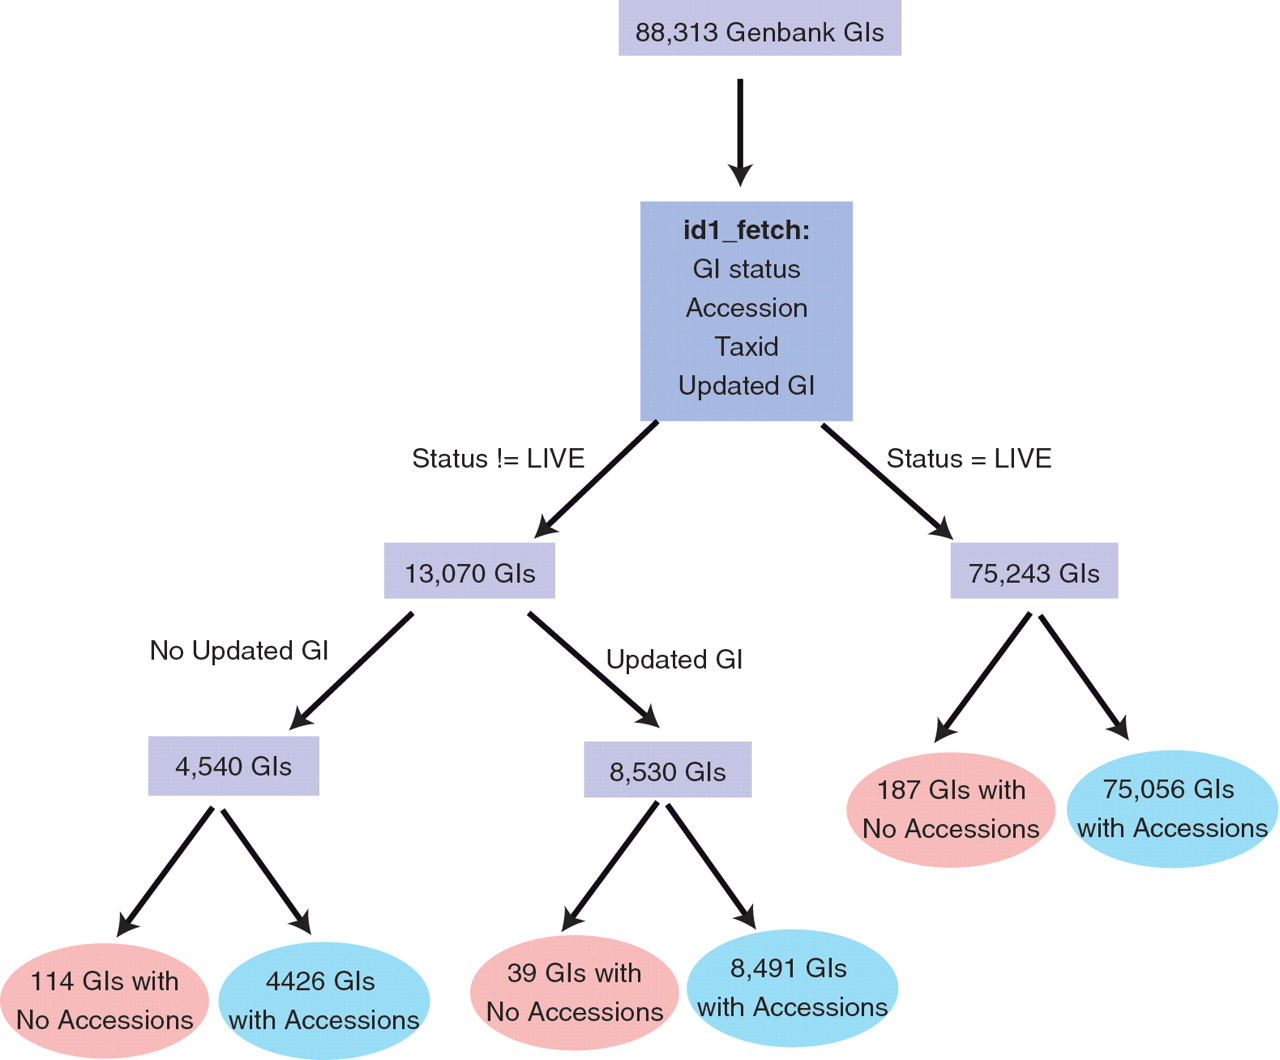 88,313 Genbank GIs
id1_fetch:
GI status
Accession
Taxid
Updated GI
Status != LIVE
Status = LIVE
13,070 GIs
75,243 GIs
No Updated GI
Updated GI
4,540 GIs
8,530 GIs
187 GIs with
No Accessions
75,056 GIs
with Accessions
114 GIs with
No Accessions
4426 GIs
with Accessions
39 GIs with
No Accessions
8,491 GIs
with Accessions